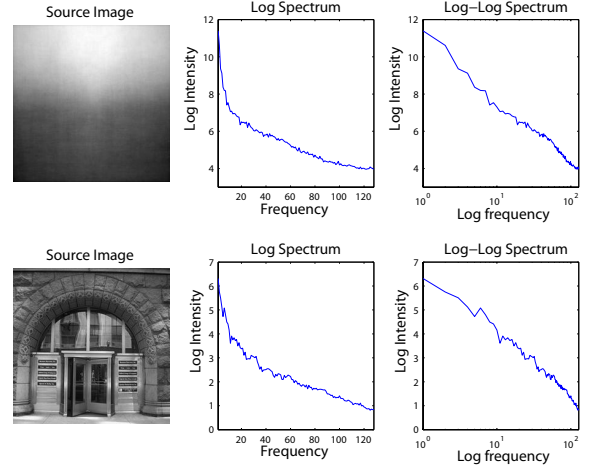 Source Image
Log Spectrum
Log−Log Spectrum
12
10
8
6
4
Log Intensity
20 40 60 80 100 120
Frequency
12
10
8
6
4
Log Intensity
10^0 10^1 10^2
Log frequency
Source Image
Log Spectrum
Log−Log Spectrum
7
6
5
4
3
2
1
0
Log Intensity
20 40 60 80 100 120
Frequency
7
6
5
4
3
2
1
0
Log Intensity
10^0 10^1 10^2
Log frequency